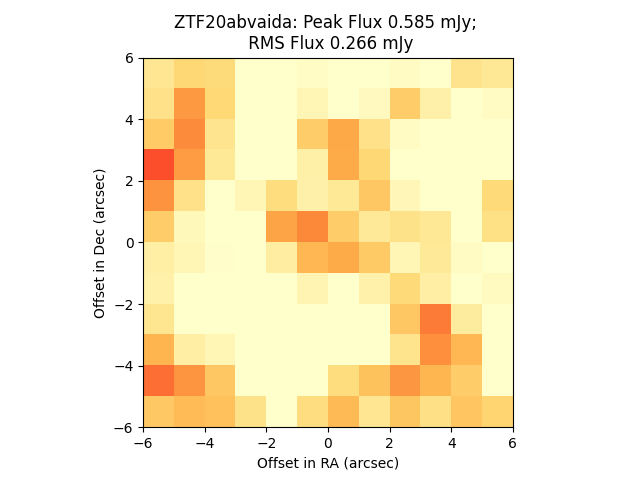 ZTF20abvaida: Peak Flux 0.585 mJy;
RMS Flux 0.266 mJy
6
4
2
0
−2
−4
−6
Offset in Dec (arcsec)
−6 −4 −2 0 2 4 6
Offset in RA (arcsec)